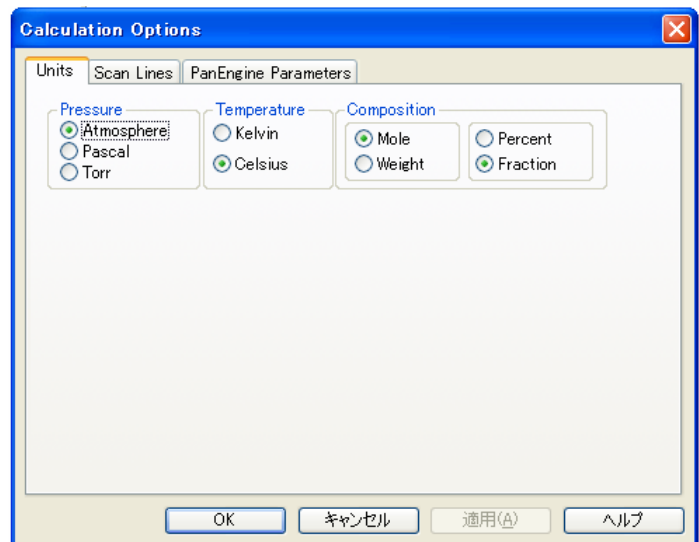 Calculation Options
Units Scan Lines PanEngine Parameters
Pressure Temperature Composition
Atmosphere Kelvin Mole Percent
Pascal Celsius Weight Fraction
Torr
OK キャンセル 適用(A) ヘルプ